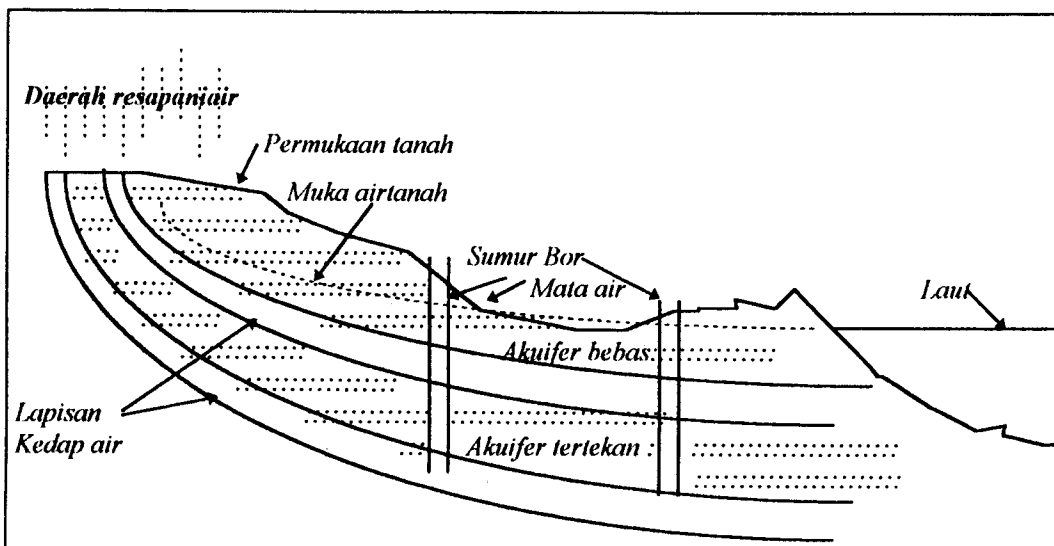 Daerah resapan air
Permukaan tanah
Muka airtanah
Sumur Bor
Mata air
Laut
Akuifer bebas
Lapisan
Kedap air
Akuifer tertekan